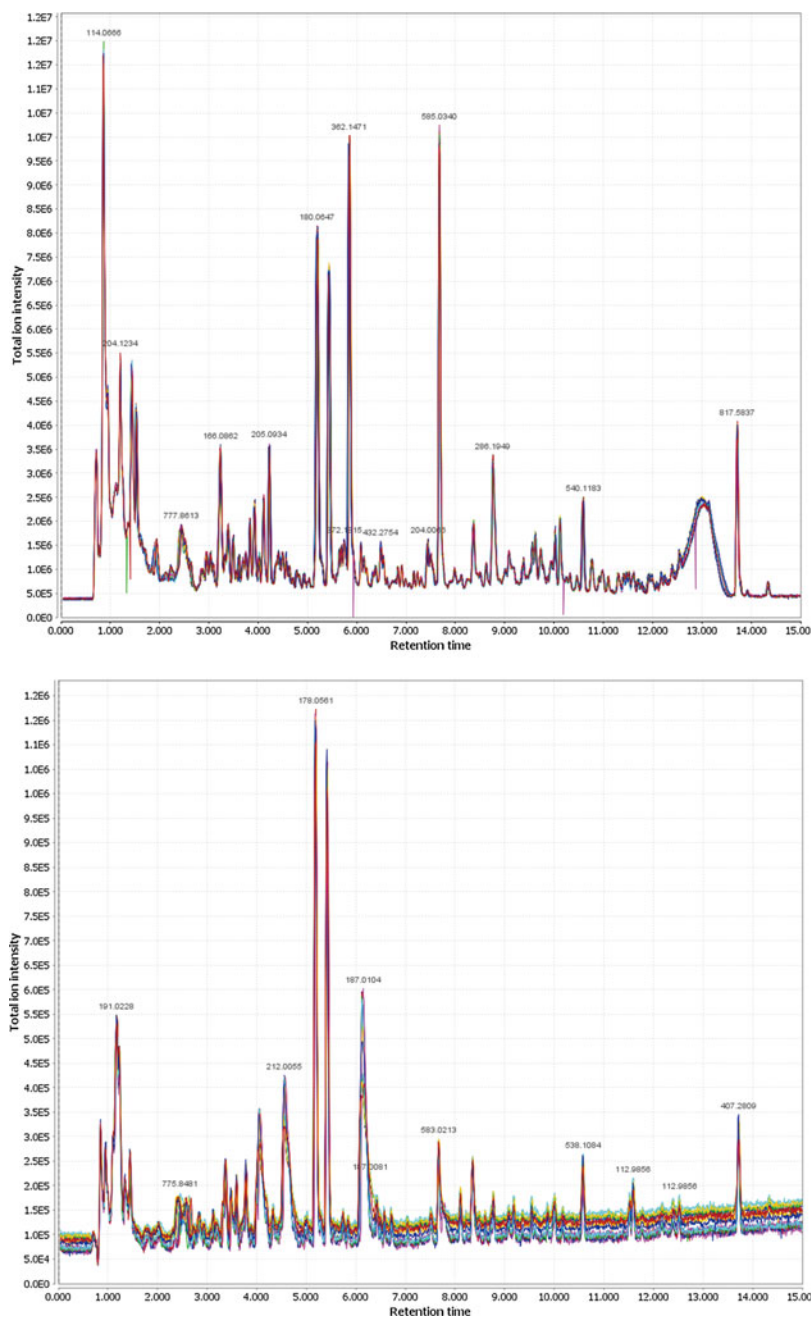 1.2E7
1.2E7
1.1E7
1.1E7
1.0E7
9.5E6
9.0E6
8.5E6
8.0E6
7.5E6
7.0E6
6.5E6
6.0E6
5.5E6
5.0E6
4.5E6
4.0E6
3.5E6
3.0E6
2.5E6
2.0E6
1.5E6
1.0E6
5.0E5
0.0E0
Total ion intensity
114.0666
204.1234
777.8613
166.0862
205.0934
180.0647
362.1471
432.2754
585.0340
286.1949
540.1183
817.5837
0.000 1.000 2.000 3.000 4.000 5.000 6.000 7.000 8.000 9.000 10.000 11.000 12.000 13.000 14.000 15.00
Retention time
1.2E6
1.2E6
1.1E6
1.1E6
1.0E6
9.5E5
9.0E5
8.5E5
8.0E5
7.5E5
7.0E5
6.5E5
6.0E5
5.5E5
5.0E5
4.5E5
4.0E5
3.5E5
3.0E5
2.5E5
2.0E5
1.5E5
1.0E5
5.0E4
0.0E0
Total ion intensity
191.0228
775.8481
212.0055
178.0561
187.0104
187.0081
583.0213
538.1084
112.9856
112.9856
407.2809
0.000 1.000 2.000 3.000 4.000 5.000 6.000 7.000 8.000 9.000 10.000 11.000 12.000 13.000 14.000 15.00
Retention time